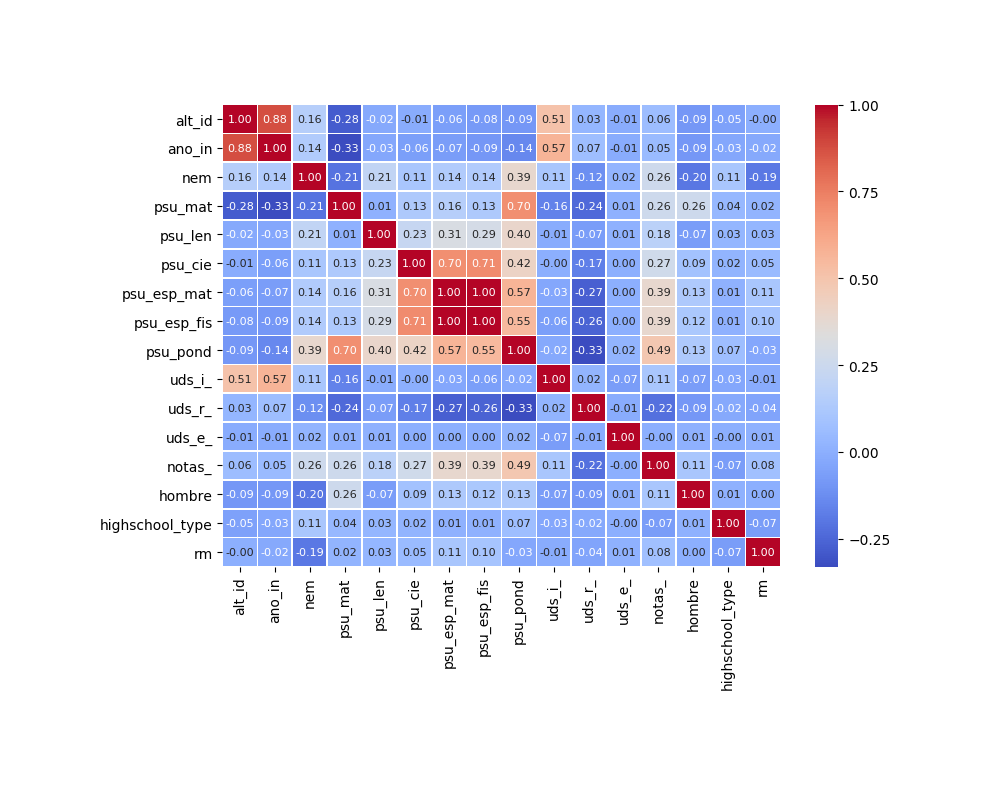 alt_id 1.00 0.88 0.16 -0.28 -0.02 -0.01 -0.06 -0.08 -0.09 0.51 0.03 -0.01 0.06 -0.09 -0.05 -0.00
ano_in 0.88 1.00 0.14 -0.33 -0.03 -0.06 -0.07 -0.09 -0.14 0.57 0.07 -0.01 0.05 -0.09 -0.03 -0.02
nem 0.16 0.14 1.00 -0.21 0.21 0.11 0.14 0.14 0.39 0.11 -0.12 0.02 0.26 -0.20 0.11 -0.19
psu_mat -0.28 -0.33 -0.21 1.00 0.01 0.13 0.16 0.13 0.70 -0.16 -0.24 0.01 0.26 0.26 0.04 0.02
psu_len -0.02 -0.03 0.21 0.01 1.00 0.23 0.31 0.29 0.40 -0.01 -0.07 0.01 0.18 -0.07 0.03 0.03
psu_cie -0.01 -0.06 0.11 0.13 0.23 1.00 0.70 0.71 0.42 -0.00 -0.17 0.00 0.27 0.09 0.02 0.05
psu_esp_mat -0.06 -0.07 0.14 0.16 0.31 0.70 1.00 1.00 0.57 -0.03 -0.27 0.00 0.39 0.13 0.01 0.11
psu_esp_fis -0.08 -0.09 0.14 0.13 0.29 0.71 1.00 1.00 0.55 -0.06 -0.26 0.00 0.39 0.12 0.01 0.10
psu_pond -0.09 -0.14 0.39 0.70 0.40 0.42 0.57 0.55 1.00 -0.02 -0.33 0.02 0.49 0.13 0.07 -0.03
uds_i_ 0.51 0.57 0.11 -0.16 -0.01 -0.00 -0.03 -0.06 -0.02 1.00 0.02 -0.07 0.11 -0.07 -0.03 -0.01
uds_r_ 0.03 0.07 -0.12 -0.24 -0.07 -0.17 -0.27 -0.26 -0.33 0.02 1.00 -0.01 -0.22 -0.09 -0.02 -0.04
uds_e_ -0.01 -0.01 0.02 0.01 0.01 0.00 0.00 0.00 0.02 -0.07 -0.01 1.00 -0.00 0.01 -0.00 0.01
notas_ 0.06 0.05 0.26 0.26 0.18 0.27 0.39 0.39 0.49 0.11 -0.22 -0.00 1.00 0.11 -0.07 0.08
hombre -0.09 -0.09 -0.20 0.26 -0.07 0.09 0.13 0.12 0.13 -0.07 -0.09 0.01 0.11 1.00 0.01 0.00
highschool_type -0.05 -0.03 0.11 0.04 0.03 0.02 0.01 0.01 0.07 -0.03 -0.02 -0.00 -0.07 0.01 1.00 -0.07
rm -0.00 -0.02 -0.19 0.02 0.03 0.05 0.11 0.10 -0.03 -0.01 -0.04 0.01 0.08 0.00 -0.07 1.00
alt_id ano_in nem psu_mat psu_len psu_cie psu_esp_mat psu_esp_fis psu_pond uds_i_ uds_r_ uds_e_ notas_ hombre highschool_type rm
1.00
0.75
0.50
0.25
0.00
−0.25